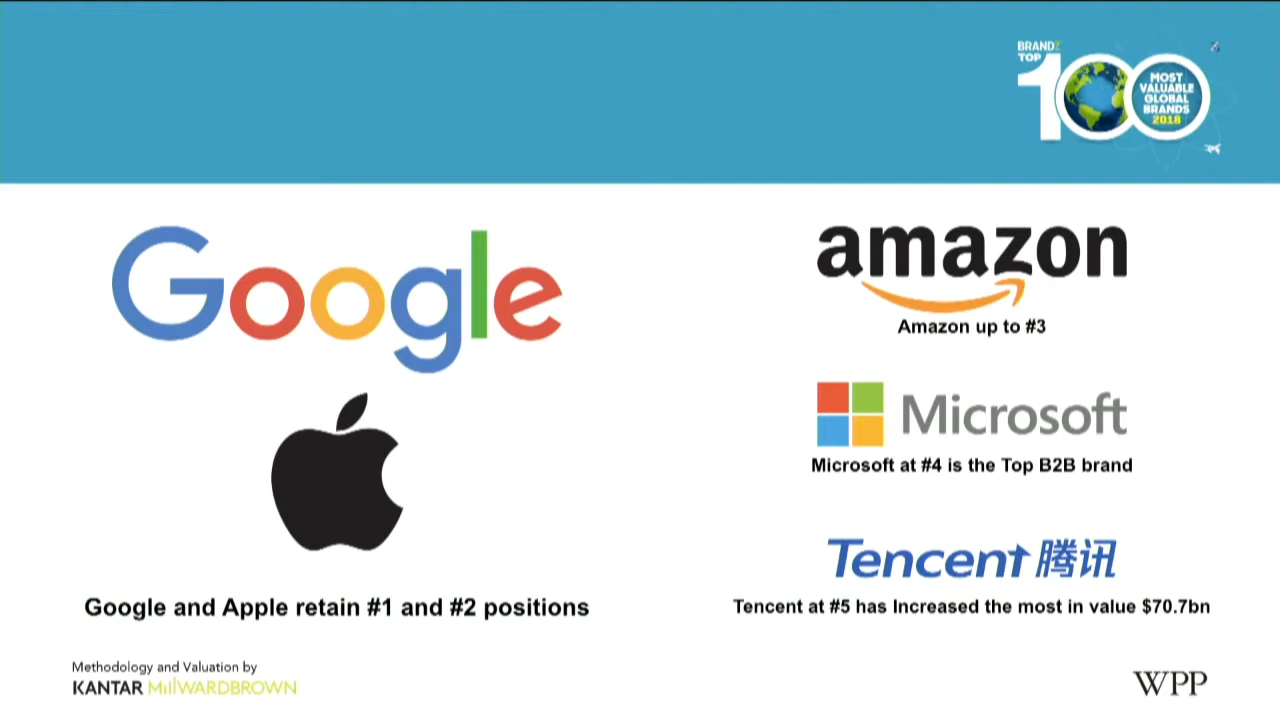 BRANDZ
TOP
100
MOST
VALUABLE
GLOBAL
BRANDS
2018
Google
Google and Apple retain #1 and #2 positions
amazon
Amazon up to #3
Microsoft
Microsoft at #4 is the Top B2B brand
Tencent 腾讯
Tencent at #5 has Increased the most in value $70.7bn
Methodology and Valuation by
KANTAR MillWARDBROWN
WPP